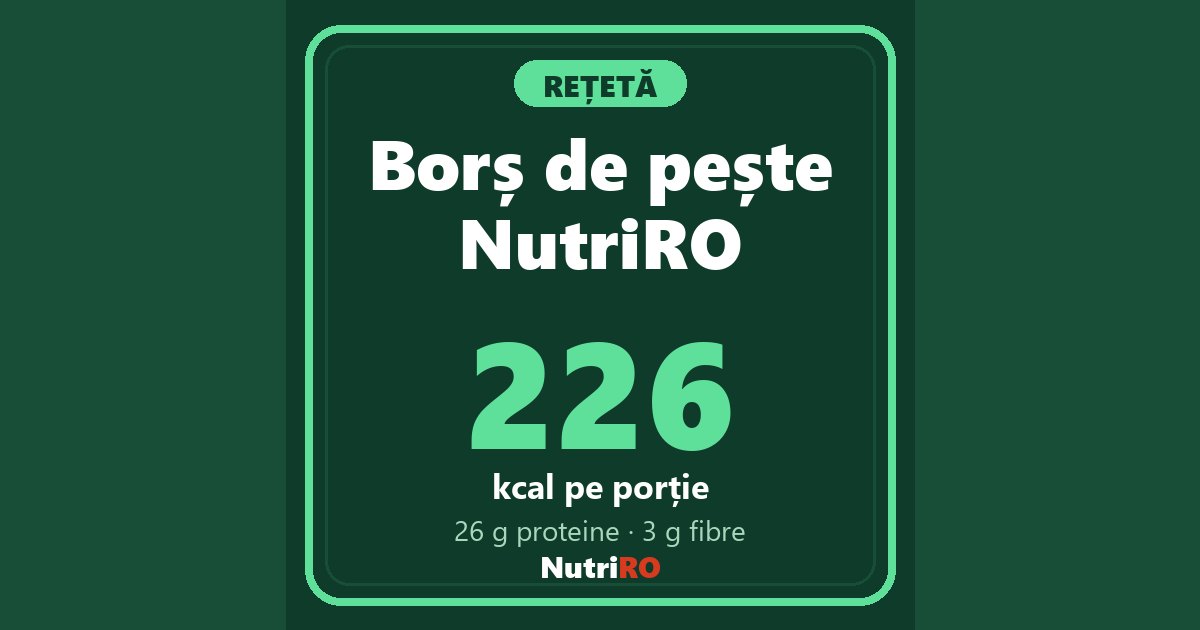 REȚETĂ
Borș de pește
NutriRO
226
kcal pe porție
26 g proteine · 3 g fibre
NutriRO